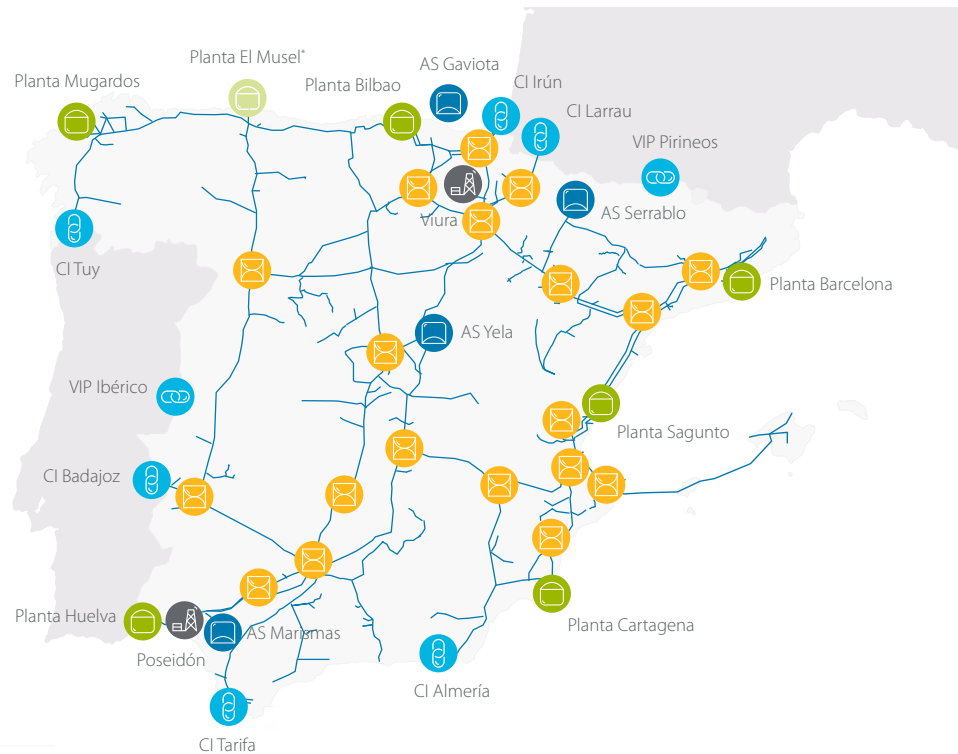 Planta El Musel*
AS Gaviota
Planta Mugardos
Planta Bilbao
CI Irún
CI Larrau
VIP Pirineos
AS Serrablo
Viura
CI Tuy
Planta Barcelona
AS Yela
VIP Ibérico
Planta Sagunto
CI Badajoz
Planta Huelva
AS Marismas
Planta Cartagena
Poseidón
CI Almería
CI Tarifa